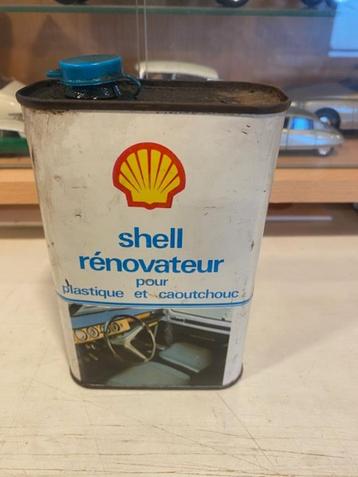 shell
rénovateur
pour
plastique et caoutchouc